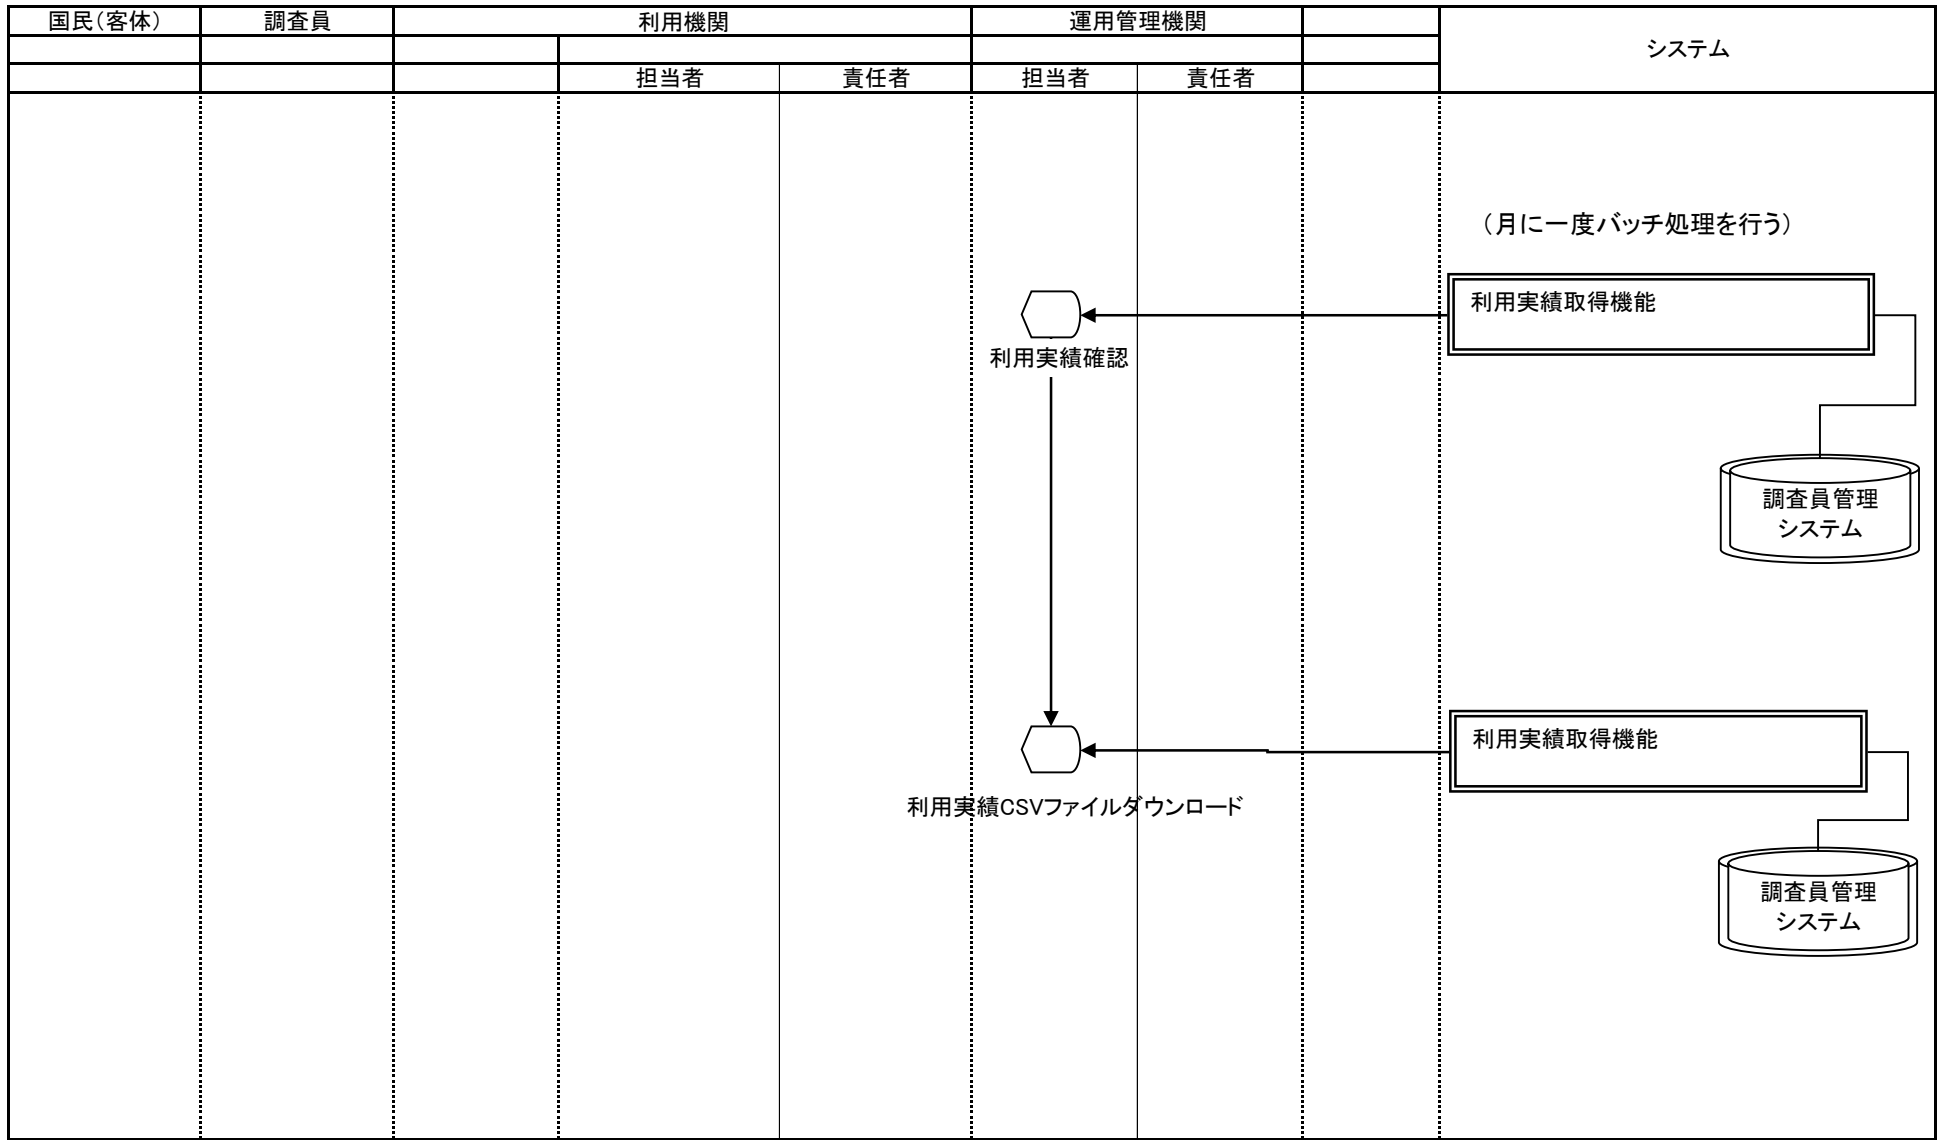 国民（客体）
調査員
利用機関
運用管理機関
システム
担当者
責任者
担当者
責任者
（月に一度バッチ処理を行う）
利用実績取得機能
利用実績確認
調査員管理
システム
利用実績取得機能
利用実績CSVファイルダウンロード
調査員管理
システム